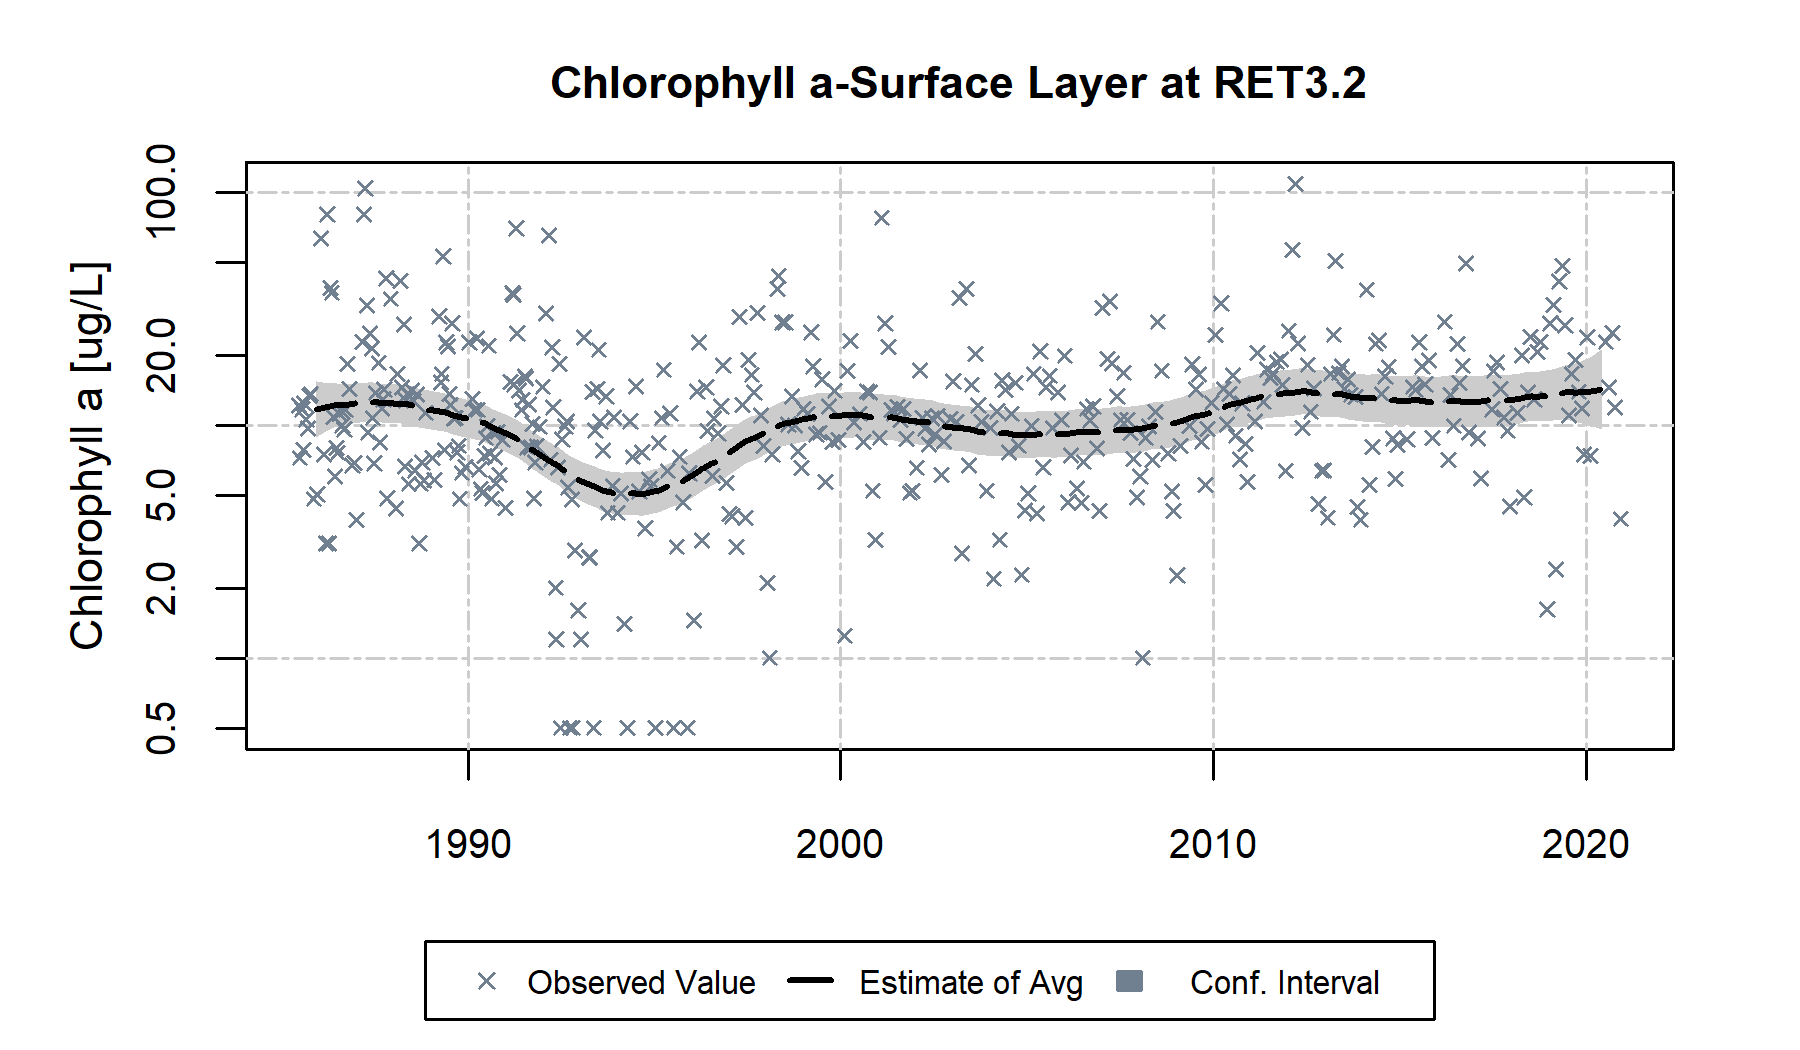 Chlorophyll a-Surface Layer at RET3.2
Chlorophyll a [ug/L]
100.0
20.0
5.0
2.0
0.5
1990 2000 2010 2020
Observed Value Estimate of Avg Conf. Interval